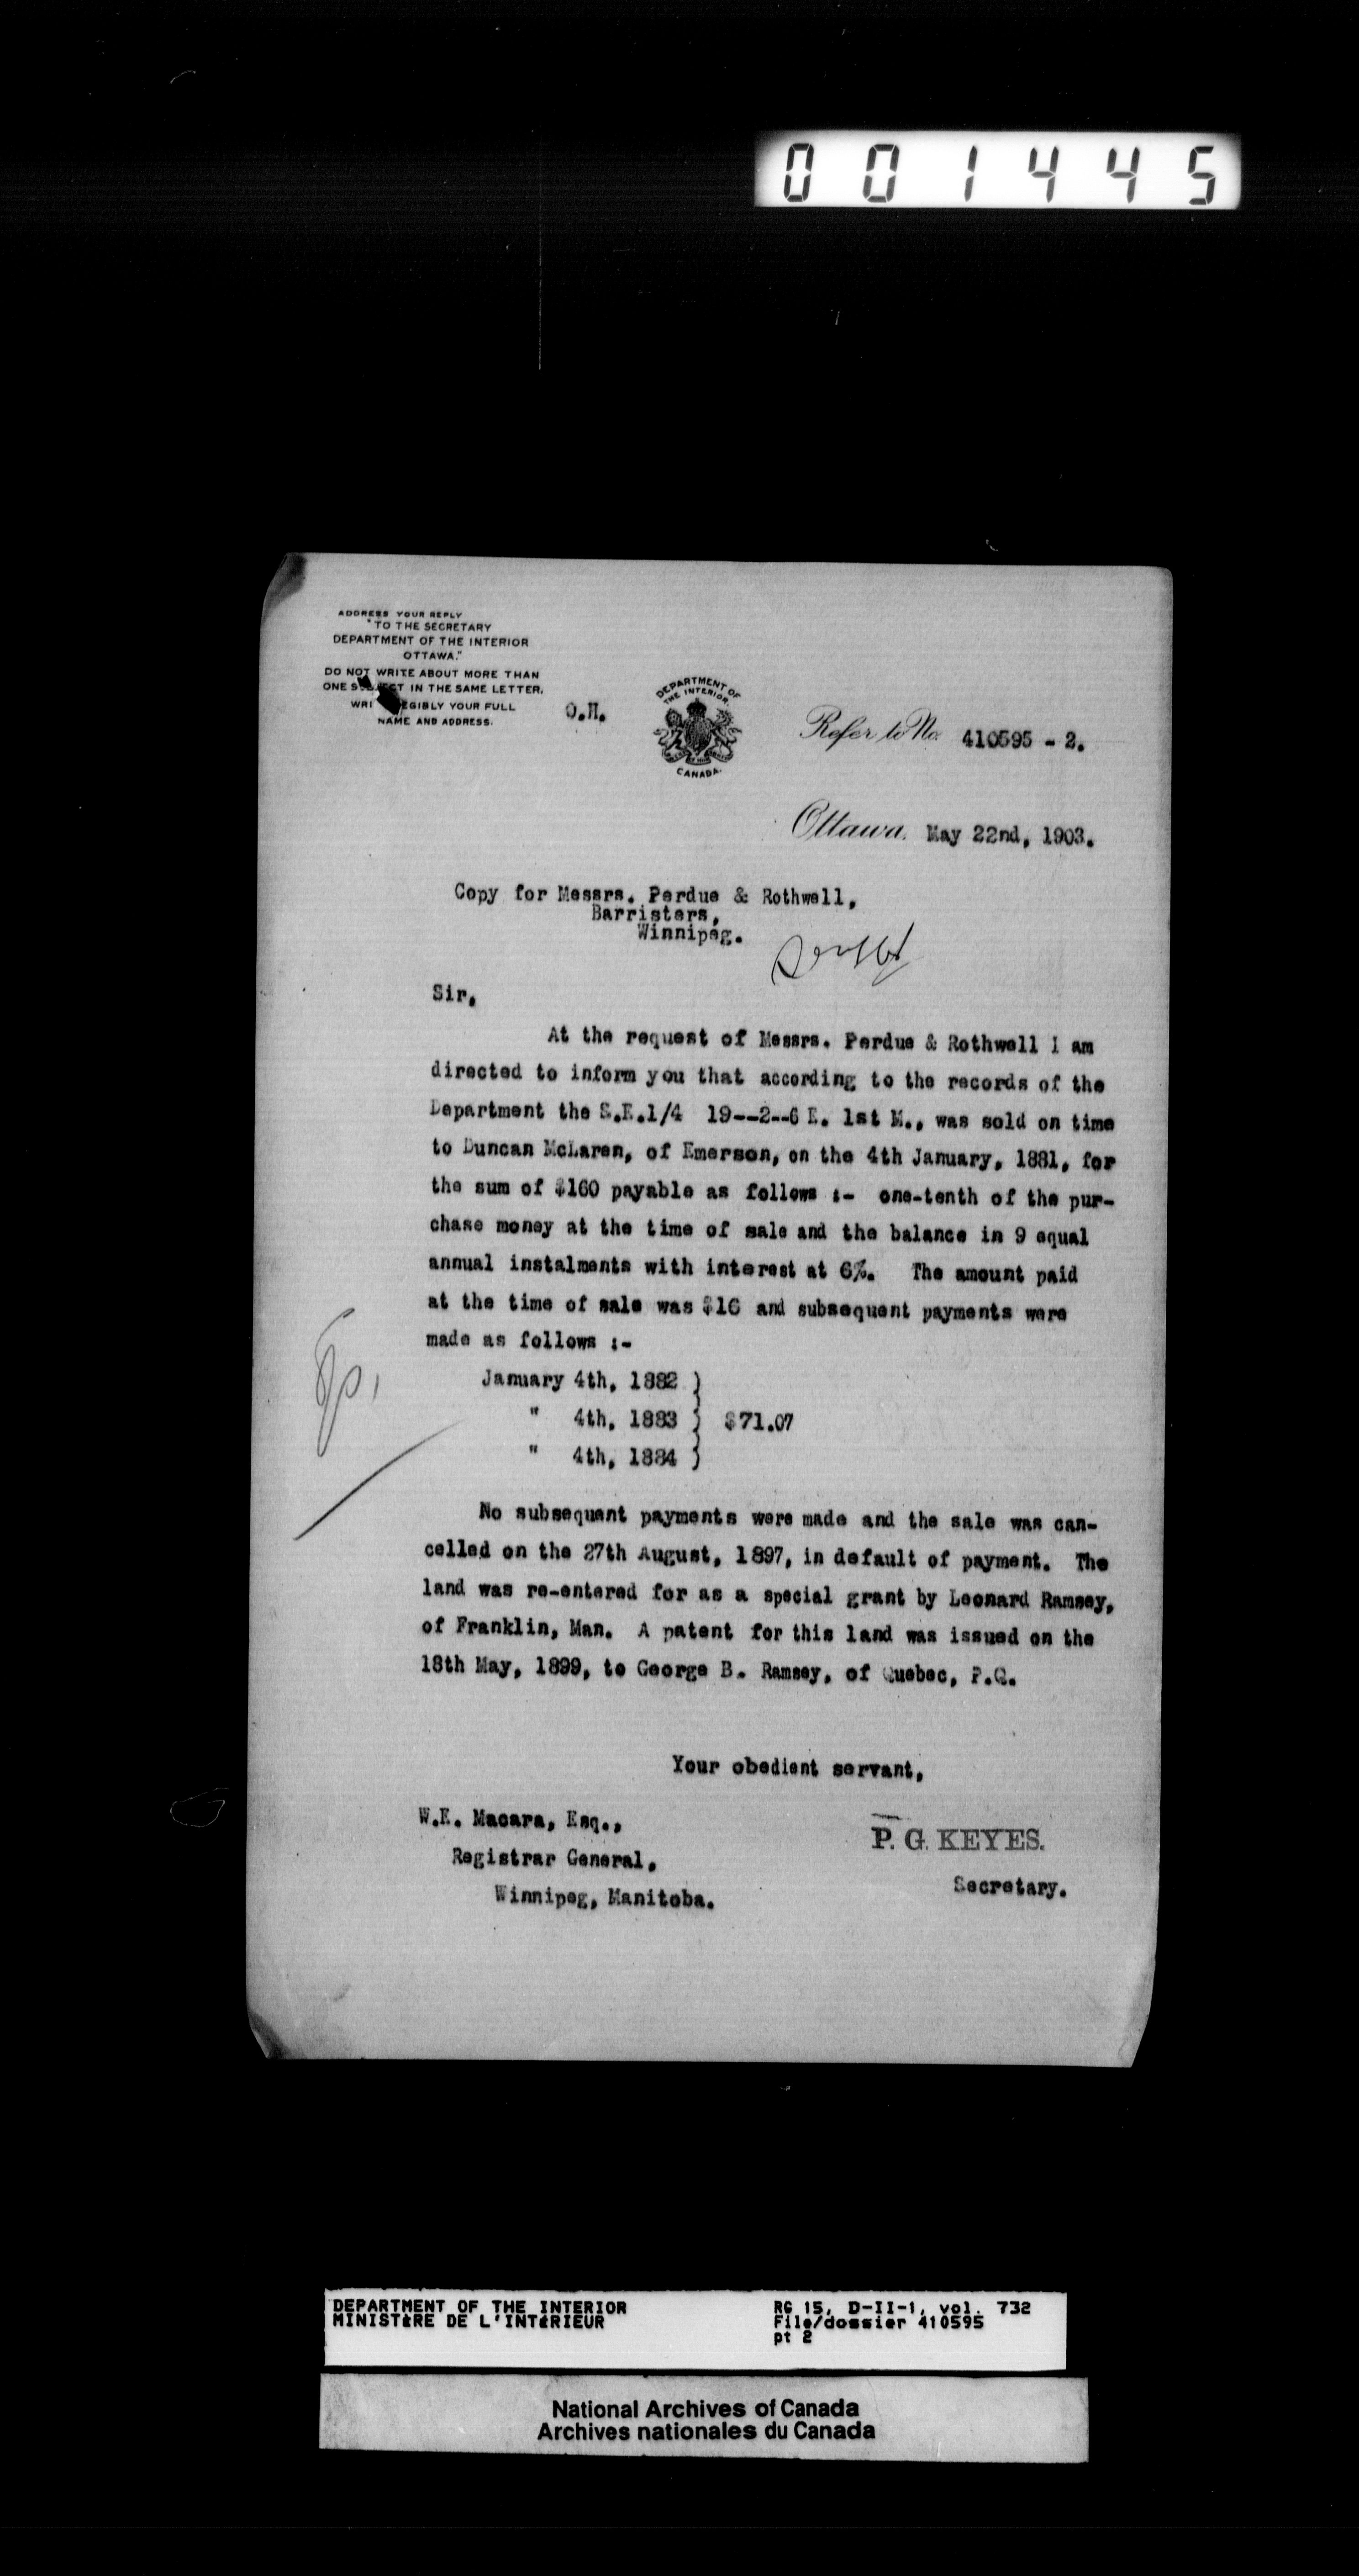 001445
ADDRESS YOUR REPLY
"TO THE SECRETARY
DEPARTMENT OF THE INTERIOR
OTTAWA."
DO NOT WRITE ABOUT MORE THAN
ONE SUBJECT IN THE SAME LETTER.
WRI EGIBLY YOUR FULL
NAME AND ADDRESS.
O.H.
DEPARTMENT OF
THE INTERIOR.
CANADA.
Refer to No. 410595 - 2.
Ottawa, May 22nd, 1903.
Copy for Messrs. Perdue & Rothwell,
Barristers,
Winnipeg.
Sir,
At the request of Messrs. Perdue & Rothwell I am
directed to inform you that according to the records of the
Department the S.E.1/4 19--2--6 E. 1st M., was sold on time
to Duncan McLaren, of Emerson, on the 4th January, 1881, for
the sum of $160 payable as follows :- one-tenth of the pur-
chase money at the time of sale and the balance in 9 equal
annual instalments with interest at 6%. The amount paid
at the time of sale was $16 and subsequent payments were
made as follows :-
January 4th, 1882 )
" 4th, 1883 ) $71.07
" 4th, 1884 )
No subsequent payments were made and the sale was can-
celled on the 27th August, 1897, in default of payment. The
land was re-entered for as a special grant by Leonard Ramsey,
of Franklin, Man. A patent for this land was issued on the
18th May, 1899, to George B. Ramsey, of Quebec, P.Q.
Your obedient servant,
W.E. Macara, Esq.,
P. G. KEYES.
Registrar General,
Secretary.
Winnipeg, Manitoba.
DEPARTMENT OF THE INTERIOR RG 15, D-II-1, vol. 732
MINISTÈRE DE L'INTÉRIEUR File/dossier 410595
pt 2
National Archives of Canada
Archives nationales du Canada